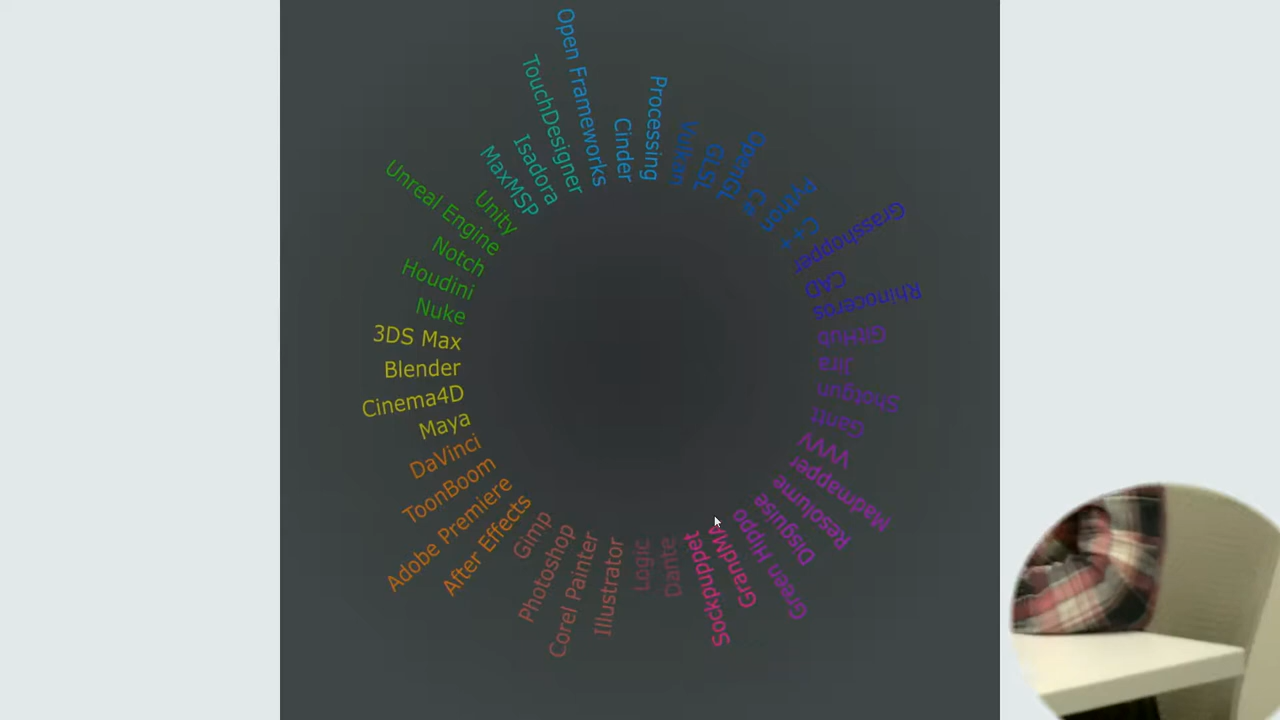 Open Frameworks
Cinder
Processing
Vulkan
GLSL
OpenGL
C#
Python
C++
Grasshopper
CAD
Rhinoceros
GitHub
Jira
Shotgun
Gantt
VVVV
Madmapper
Resolume
Disguise
Green Hippo
GrandMA
Sockpuppet
Dante
Logic
Illustrator
Corel Painter
Photoshop
Gimp
After Effects
Adobe Premiere
ToonBoom
DaVinci
Maya
Cinema4D
Blender
3DS Max
Nuke
Houdini
Notch
Unreal Engine
Unity
MaxMSP
Isadora
TouchDesigner